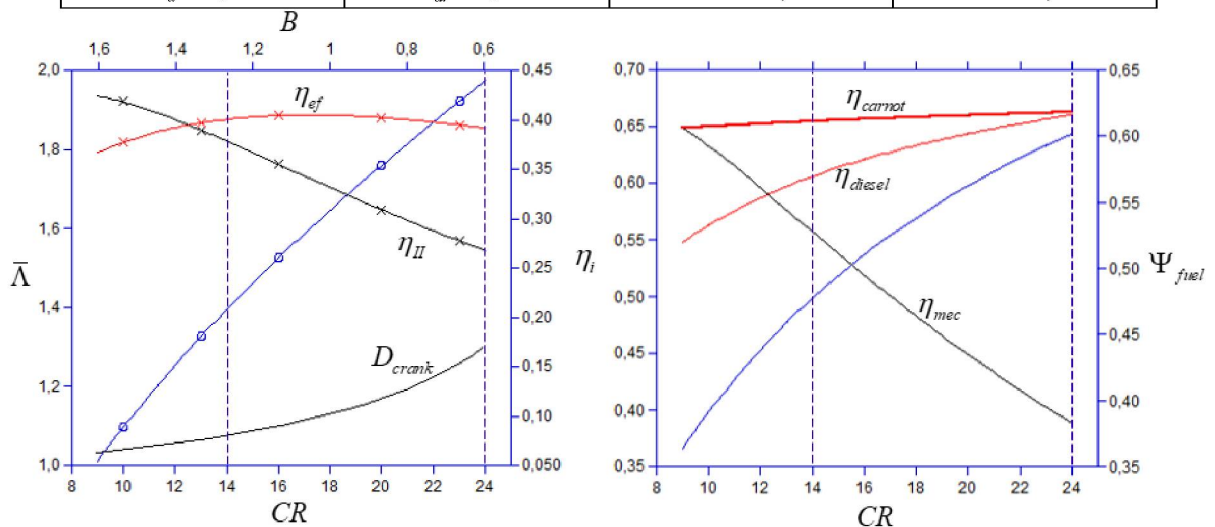 B
1,6 1,4 1,2 1 0,8 0,6
2,0 1,8 1,6 1,4 1,2 1,0
Λ̄
0,45 0,40 0,35 0,30 0,25 0,20 0,15 0,10 0,050
η_ef
η_II
D_crank
8 10 12 14 16 18 20 22 24
CR
0,70 0,65 0,60 0,55 0,50 0,45 0,40 0,35
η_i
0,65 0,60 0,55 0,50 0,45 0,40 0,35
Ψ_fuel
η_carnot
η_diesel
η_mec
8 10 12 14 16 18 20 22 24
CR